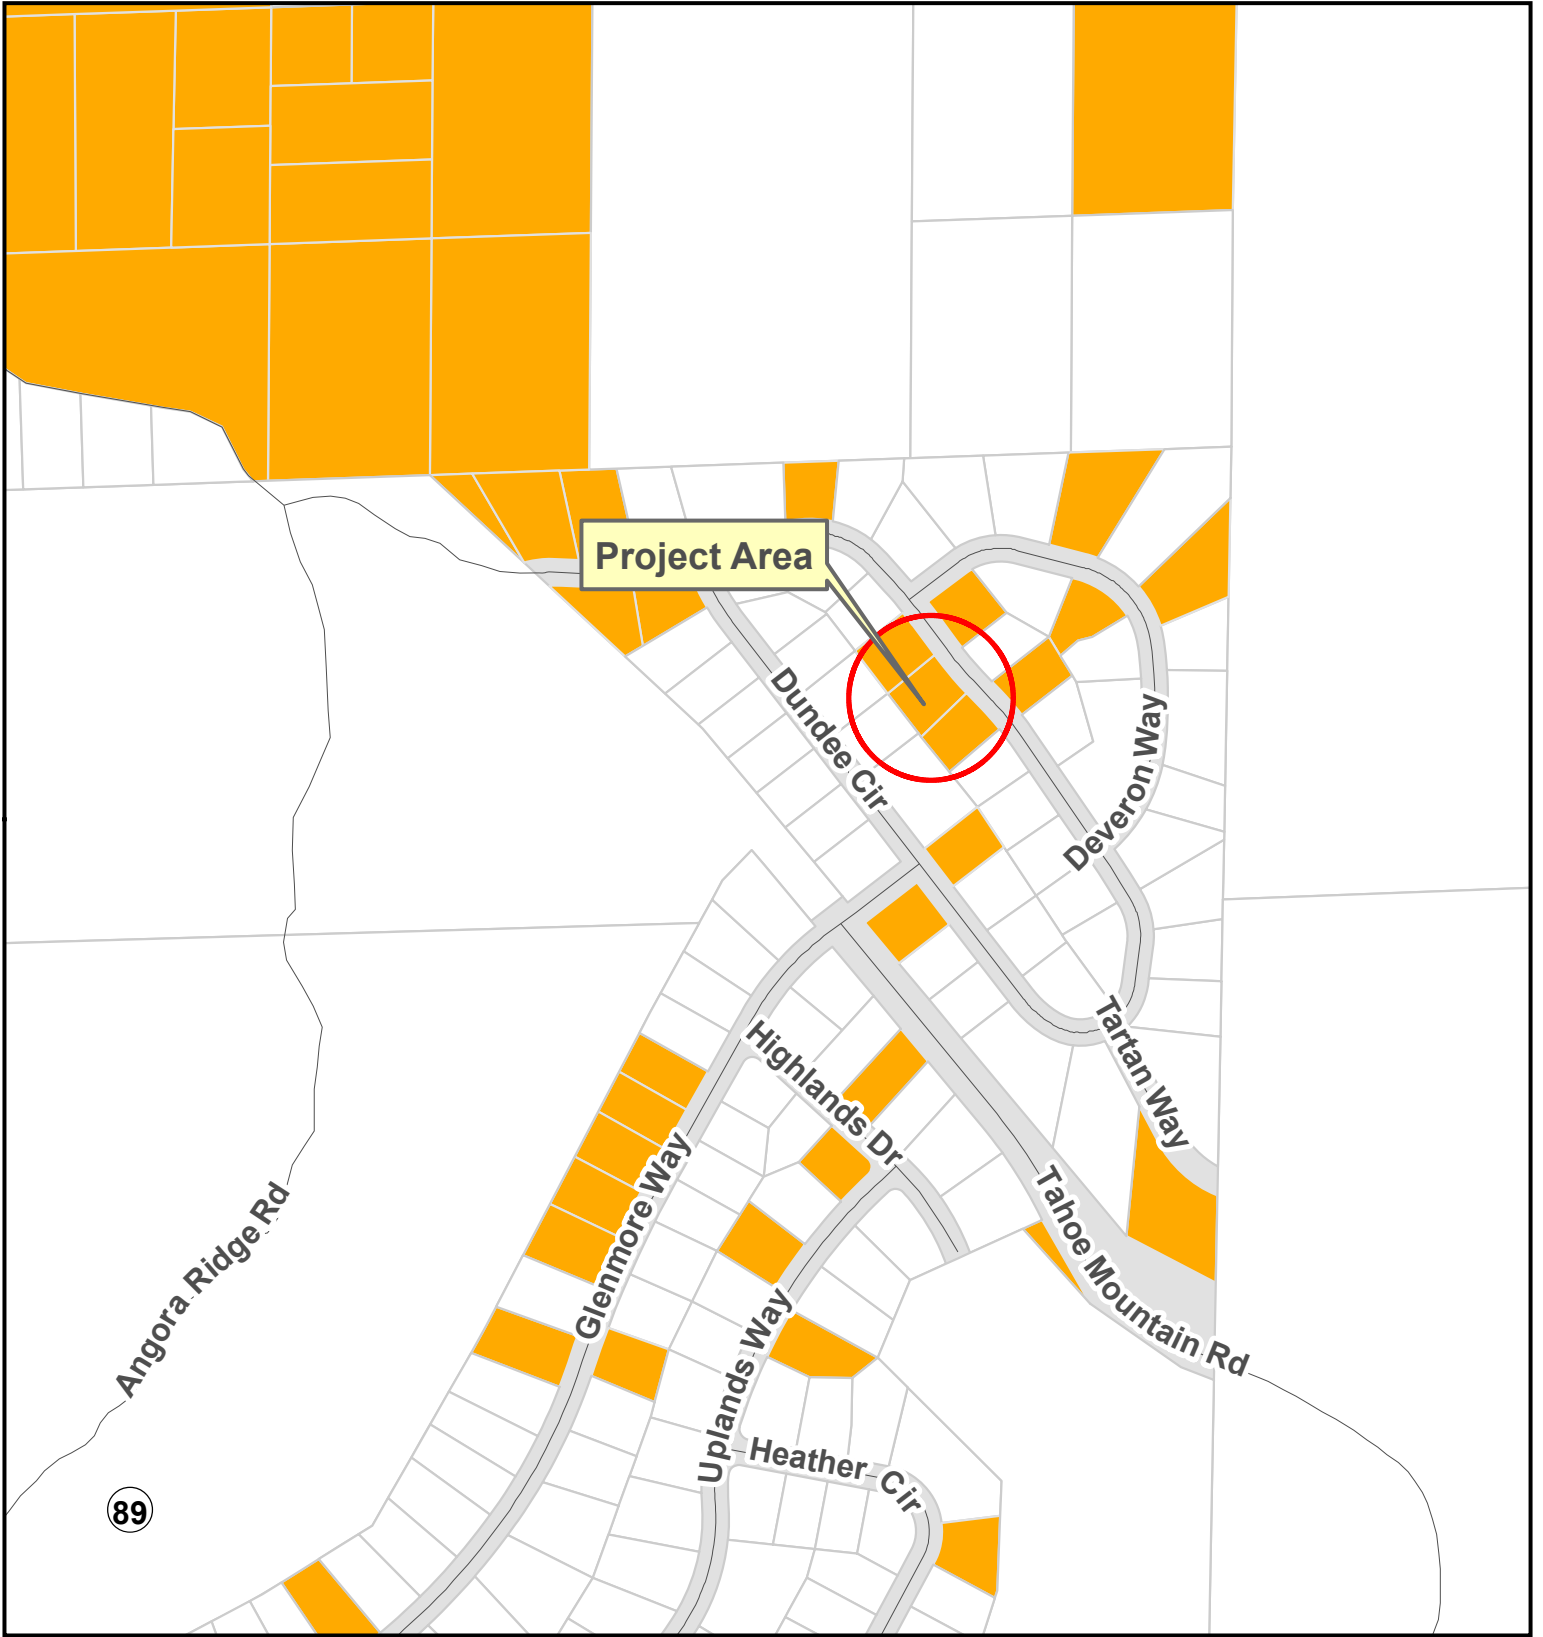 Project Area
Dundee Cir
Deveron Way
Tartan Way
Highlands Dr
Glenmore Way
Tahoe Mountain Rd
Angora Ridge Rd
Uplands Way
Heather Cir
89